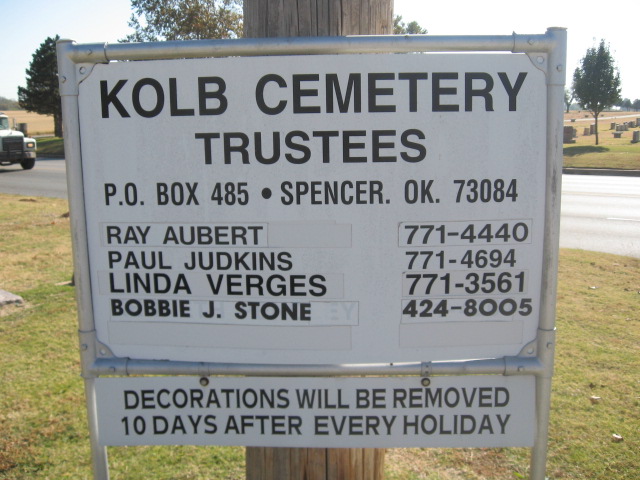 KOLB CEMETERY
TRUSTEES
P.O. BOX 485 • SPENCER. OK. 73084
RAY AUBERT 771-4440
PAUL JUDKINS 771-4694
LINDA VERGES 771-3561
BOBBIE J. STONE 424-8005
DECORATIONS WILL BE REMOVED
10 DAYS AFTER EVERY HOLIDAY